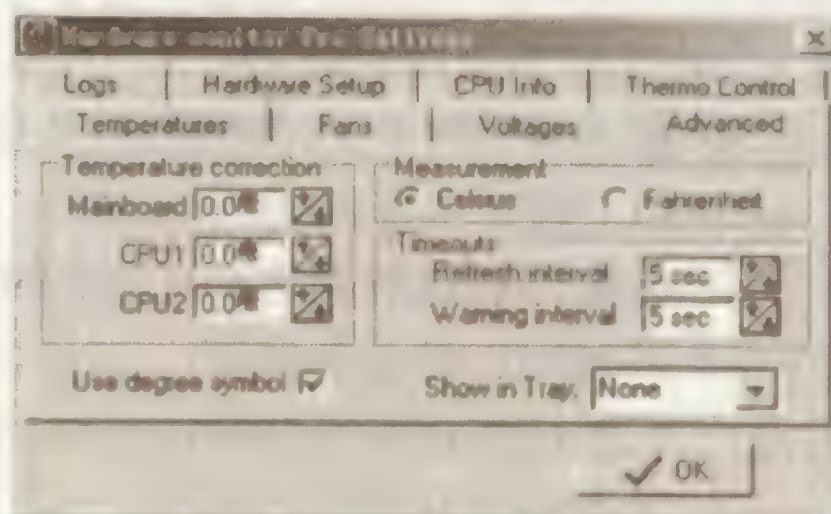 Hardware
Logs Hardware Setup CPU Info Thermo Control
Temperatures Fans Voltages Advanced
Temperature correction
Mainboard 0.0
CPU1 0.0
CPU2 0.0
Measurement
Celsius Fahrenheit
Timeouts
Refresh interval 5 sec
Warning interval 5 sec
Use degree symbol Show in Tray: None
OK